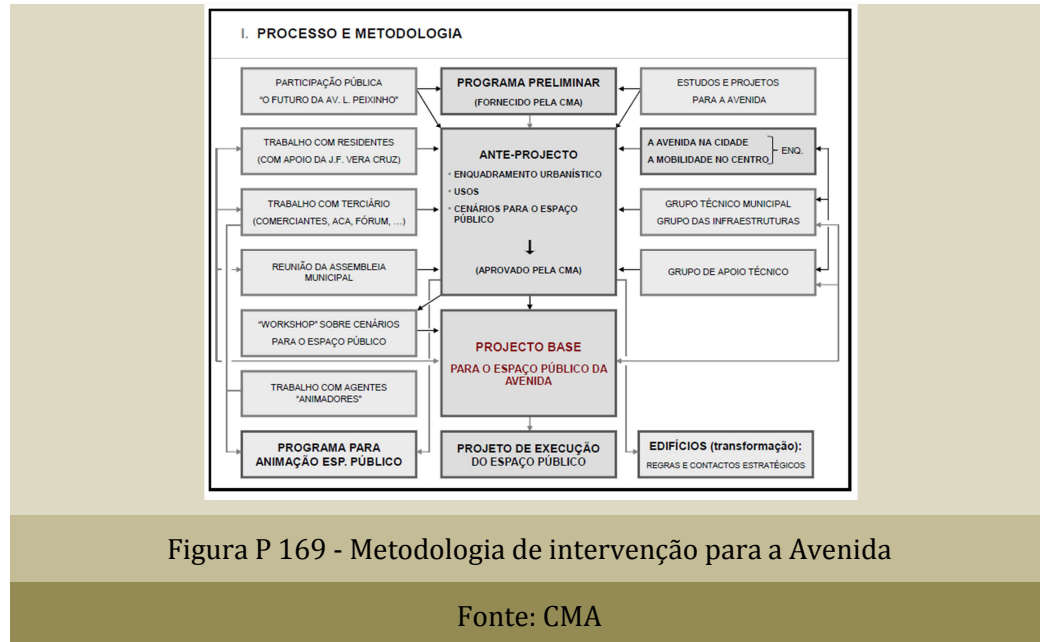 I. PROCESSO E METODOLOGIA
PARTICIPAÇÃO PÚBLICA
"O FUTURO DA AV. L. PEIXINHO"
PROGRAMA PRELIMINAR
(FORNECIDO PELA CMA)
ESTUDOS E PROJETOS
PARA A AVENIDA
TRABALHO COM RESIDENTES
(COM APOIO DA J.F. VERA CRUZ)
ANTE-PROJECTO
• ENQUADRAMENTO URBANÍSTICO
• USOS
• CENÁRIOS PARA O ESPAÇO
PÚBLICO
(APROVADO PELA CMA)
A AVENIDA NA CIDADE
A MOBILIDADE NO CENTRO
ENQ.
TRABALHO COM TERCIÁRIO
(COMERCIANTES, ACA, FÓRUM, ...)
GRUPO TÉCNICO MUNICIPAL
GRUPO DAS INFRAESTRUTURAS
REUNIÃO DA ASSEMBLEIA
MUNICIPAL
GRUPO DE APOIO TÉCNICO
"WORKSHOP" SOBRE CENÁRIOS
PARA O ESPAÇO PÚBLICO
PROJECTO BASE
PARA O ESPAÇO PÚBLICO DA
AVENIDA
TRABALHO COM AGENTES
"ANIMADORES"
PROGRAMA PARA
ANIMAÇÃO ESP. PÚBLICO
PROJETO DE EXECUÇÃO
DO ESPAÇO PÚBLICO
EDIFÍCIOS (transformação):
REGRAS E CONTACTOS ESTRATÉGICOS
Figura P 169 - Metodologia de intervenção para a Avenida
Fonte: CMA